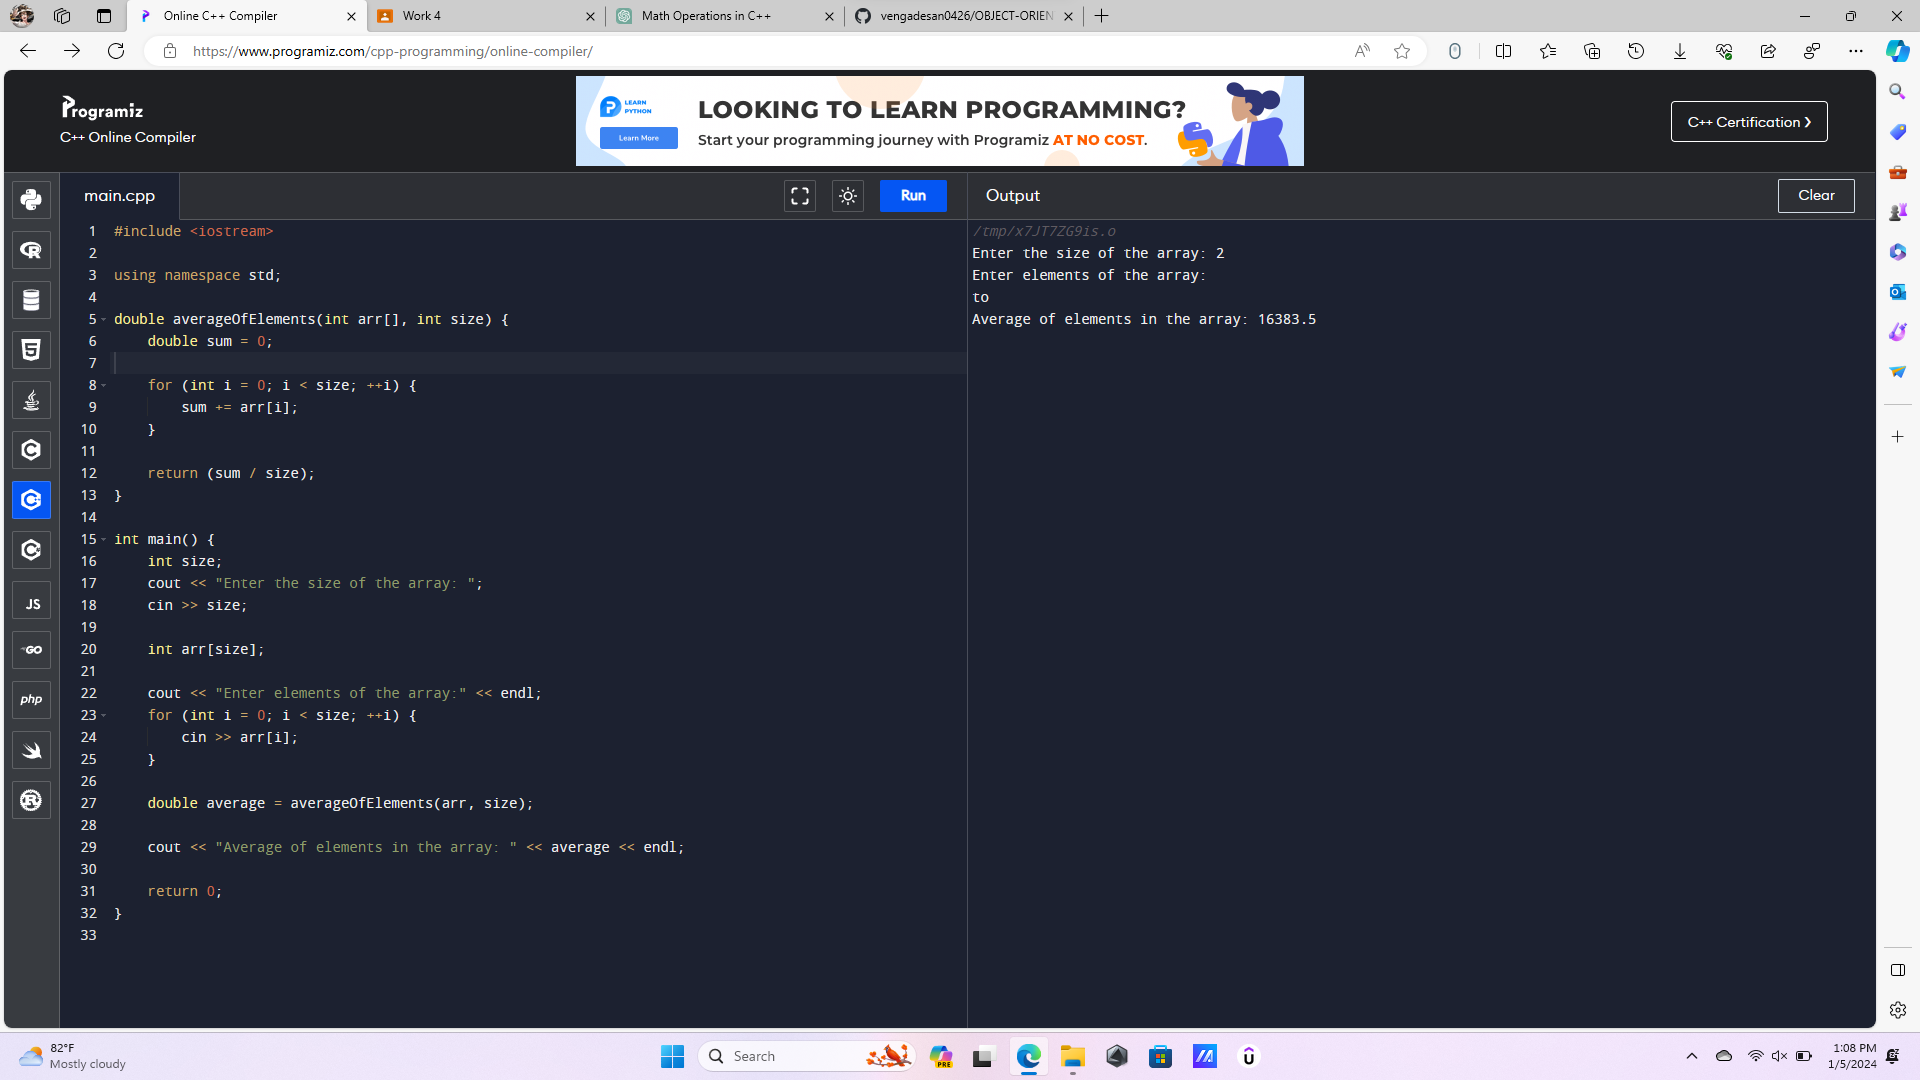 Online C++ Compiler
Work 4
Math Operations in C++
vengadesan0426/OBJECT-ORIEN
https://www.programiz.com/cpp-programming/online-compiler/
Programiz
C++ Online Compiler
LEARN
PYTHON
Learn More
LOOKING TO LEARN PROGRAMMING?
Start your programming journey with Programiz AT NO COST.
C++ Certification
main.cpp
Run
Output
Clear
1 #include <iostream>
2
3 using namespace std;
4
5 double averageOfElements(int arr[], int size) {
6 double sum = 0;
7
8 for (int i = 0; i < size; ++i) {
9 sum += arr[i];
10 }
11
12 return (sum / size);
13 }
14
15 int main() {
16 int size;
17 cout << "Enter the size of the array: ";
18 cin >> size;
19
20 int arr[size];
21
22 cout << "Enter elements of the array:" << endl;
23 for (int i = 0; i < size; ++i) {
24 cin >> arr[i];
25 }
26
27 double average = averageOfElements(arr, size);
28
29 cout << "Average of elements in the array: " << average << endl;
30
31 return 0;
32 }
33
/tmp/x7JT7ZG9is.o
Enter the size of the array: 2
Enter elements of the array:
to
Average of elements in the array: 16383.5
JS
GO
php
82°F
Mostly cloudy
Search
PRE
1:08 PM
1/5/2024